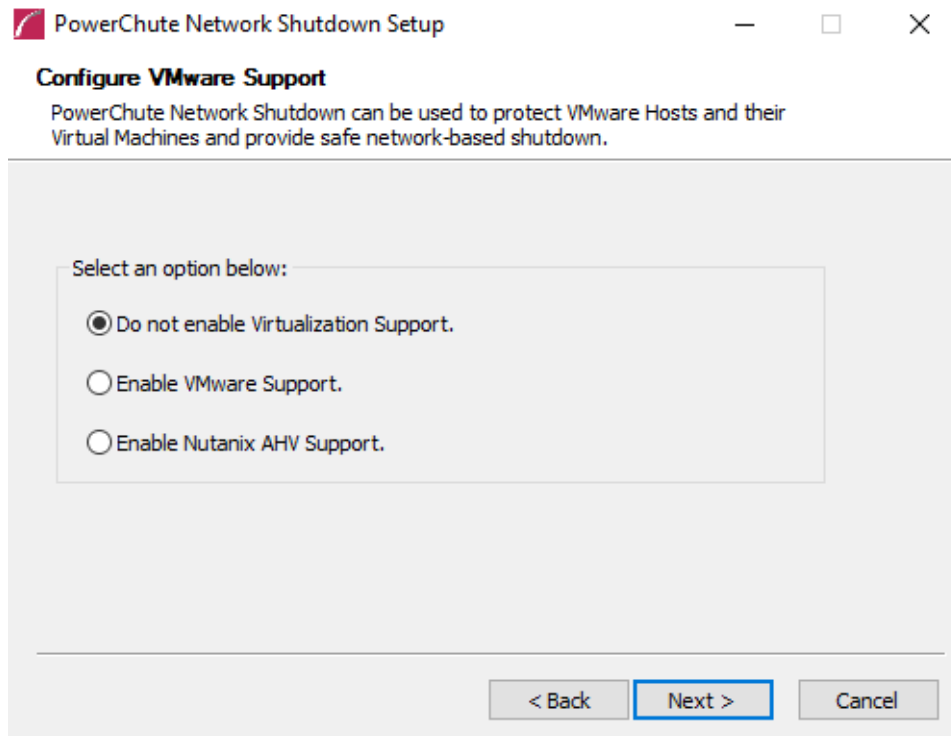 PowerChute Network Shutdown Setup
Configure VMware Support
PowerChute Network Shutdown can be used to protect VMware Hosts and their
Virtual Machines and provide safe network-based shutdown.
Select an option below:
Do not enable Virtualization Support.
Enable VMware Support.
Enable Nutanix AHV Support.
< Back
Next >
Cancel